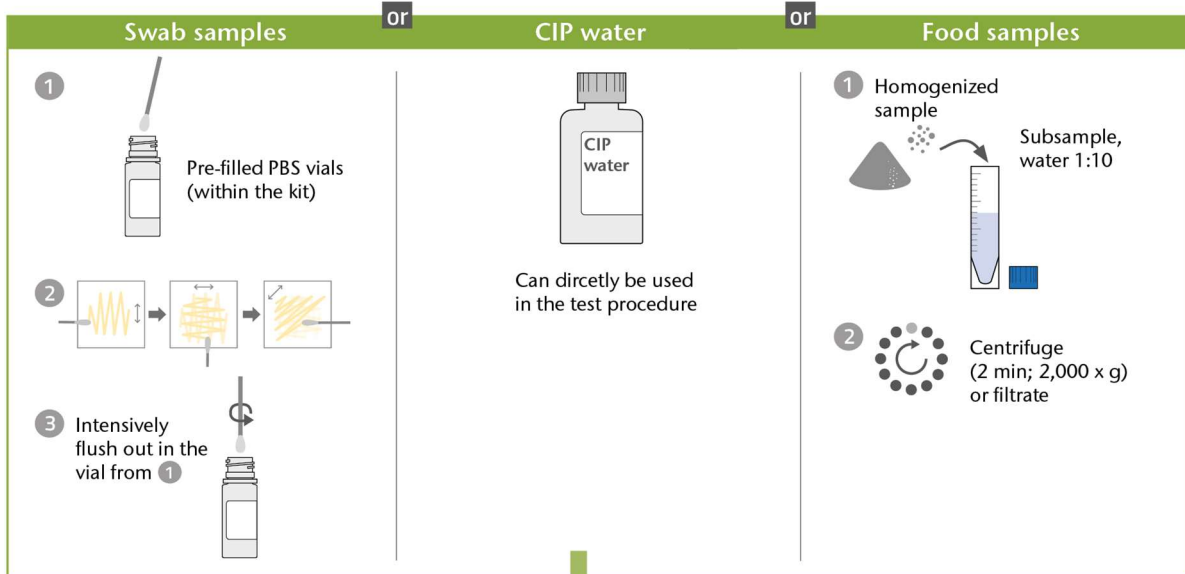 or
or
Swab samples
CIP water
Food samples
1
Pre-filled PBS vials
(within the kit)
2
3
Intensively
flush out in the
vial from 1
CIP
water
Can dircetly be used
in the test procedure
1
Homogenized
sample
Subsample,
water 1:10
2
Centrifuge
(2 min; 2,000 x g)
or filtrate